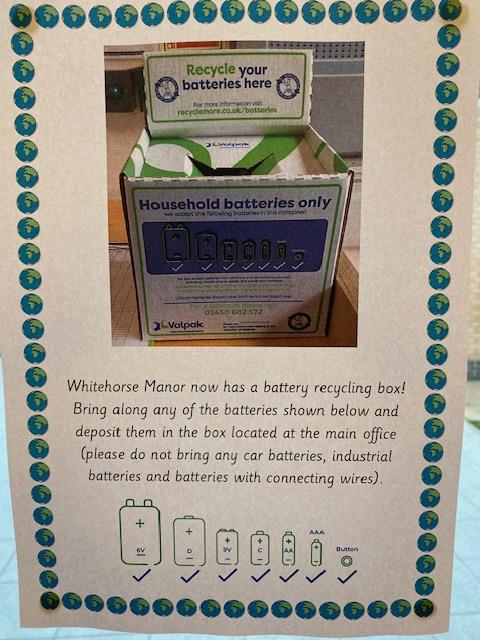 Recycle your
batteries here
For more information visit
recyclemore.co.uk/batteries
Valpak
Household batteries only
we accept the following batteries in this container:
Valpak
Whitehorse Manor now has a battery recycling box!
Bring along any of the batteries shown below and
deposit them in the box located at the main office
(please do not bring any car batteries, industrial
batteries and batteries with connecting wires).
6V
D
9V
C
AA
AAA
Button